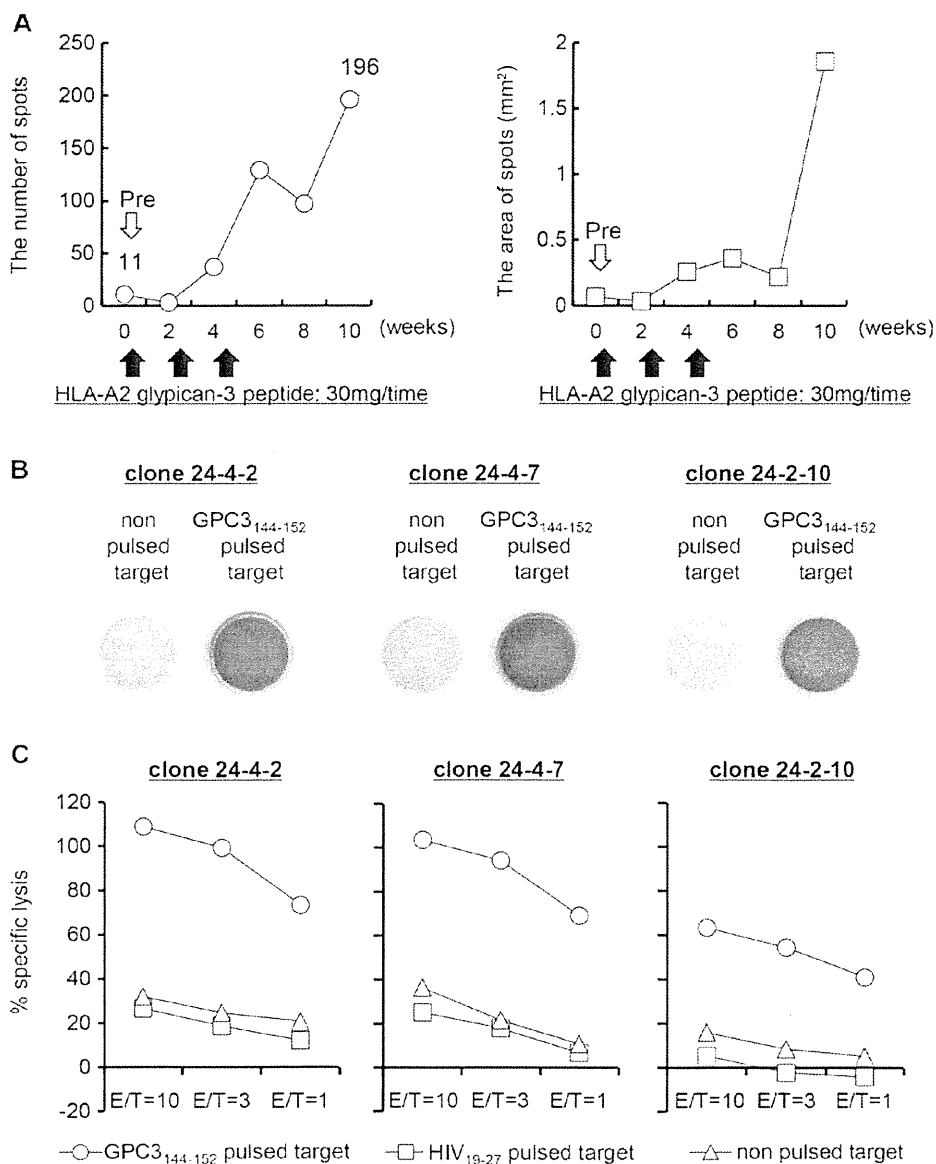 A
The number of spots
250
200
150
100
50
0
Pre
11
196
0 2 4 6 8 10 (weeks)
HLA-A2 glypican-3 peptide: 30mg/time
The area of spots (mm²)
2
1.5
1
0.5
0
Pre
0 2 4 6 8 10 (weeks)
HLA-A2 glypican-3 peptide: 30mg/time
B
clone 24-4-2
non pulsed target
GPC3₁₄₄₋₁₅₂ pulsed target
clone 24-4-7
non pulsed target
GPC3₁₄₄₋₁₅₂ pulsed target
clone 24-2-10
non pulsed target
GPC3₁₄₄₋₁₅₂ pulsed target
C
clone 24-4-2
clone 24-4-7
clone 24-2-10
% specific lysis
120
100
80
60
40
20
0
-20
E/T=10 E/T=3 E/T=1
E/T=10 E/T=3 E/T=1
E/T=10 E/T=3 E/T=1
GPC3₁₄₄₋₁₅₂ pulsed target
HIV₁₉₋₂₇ pulsed target
non pulsed target